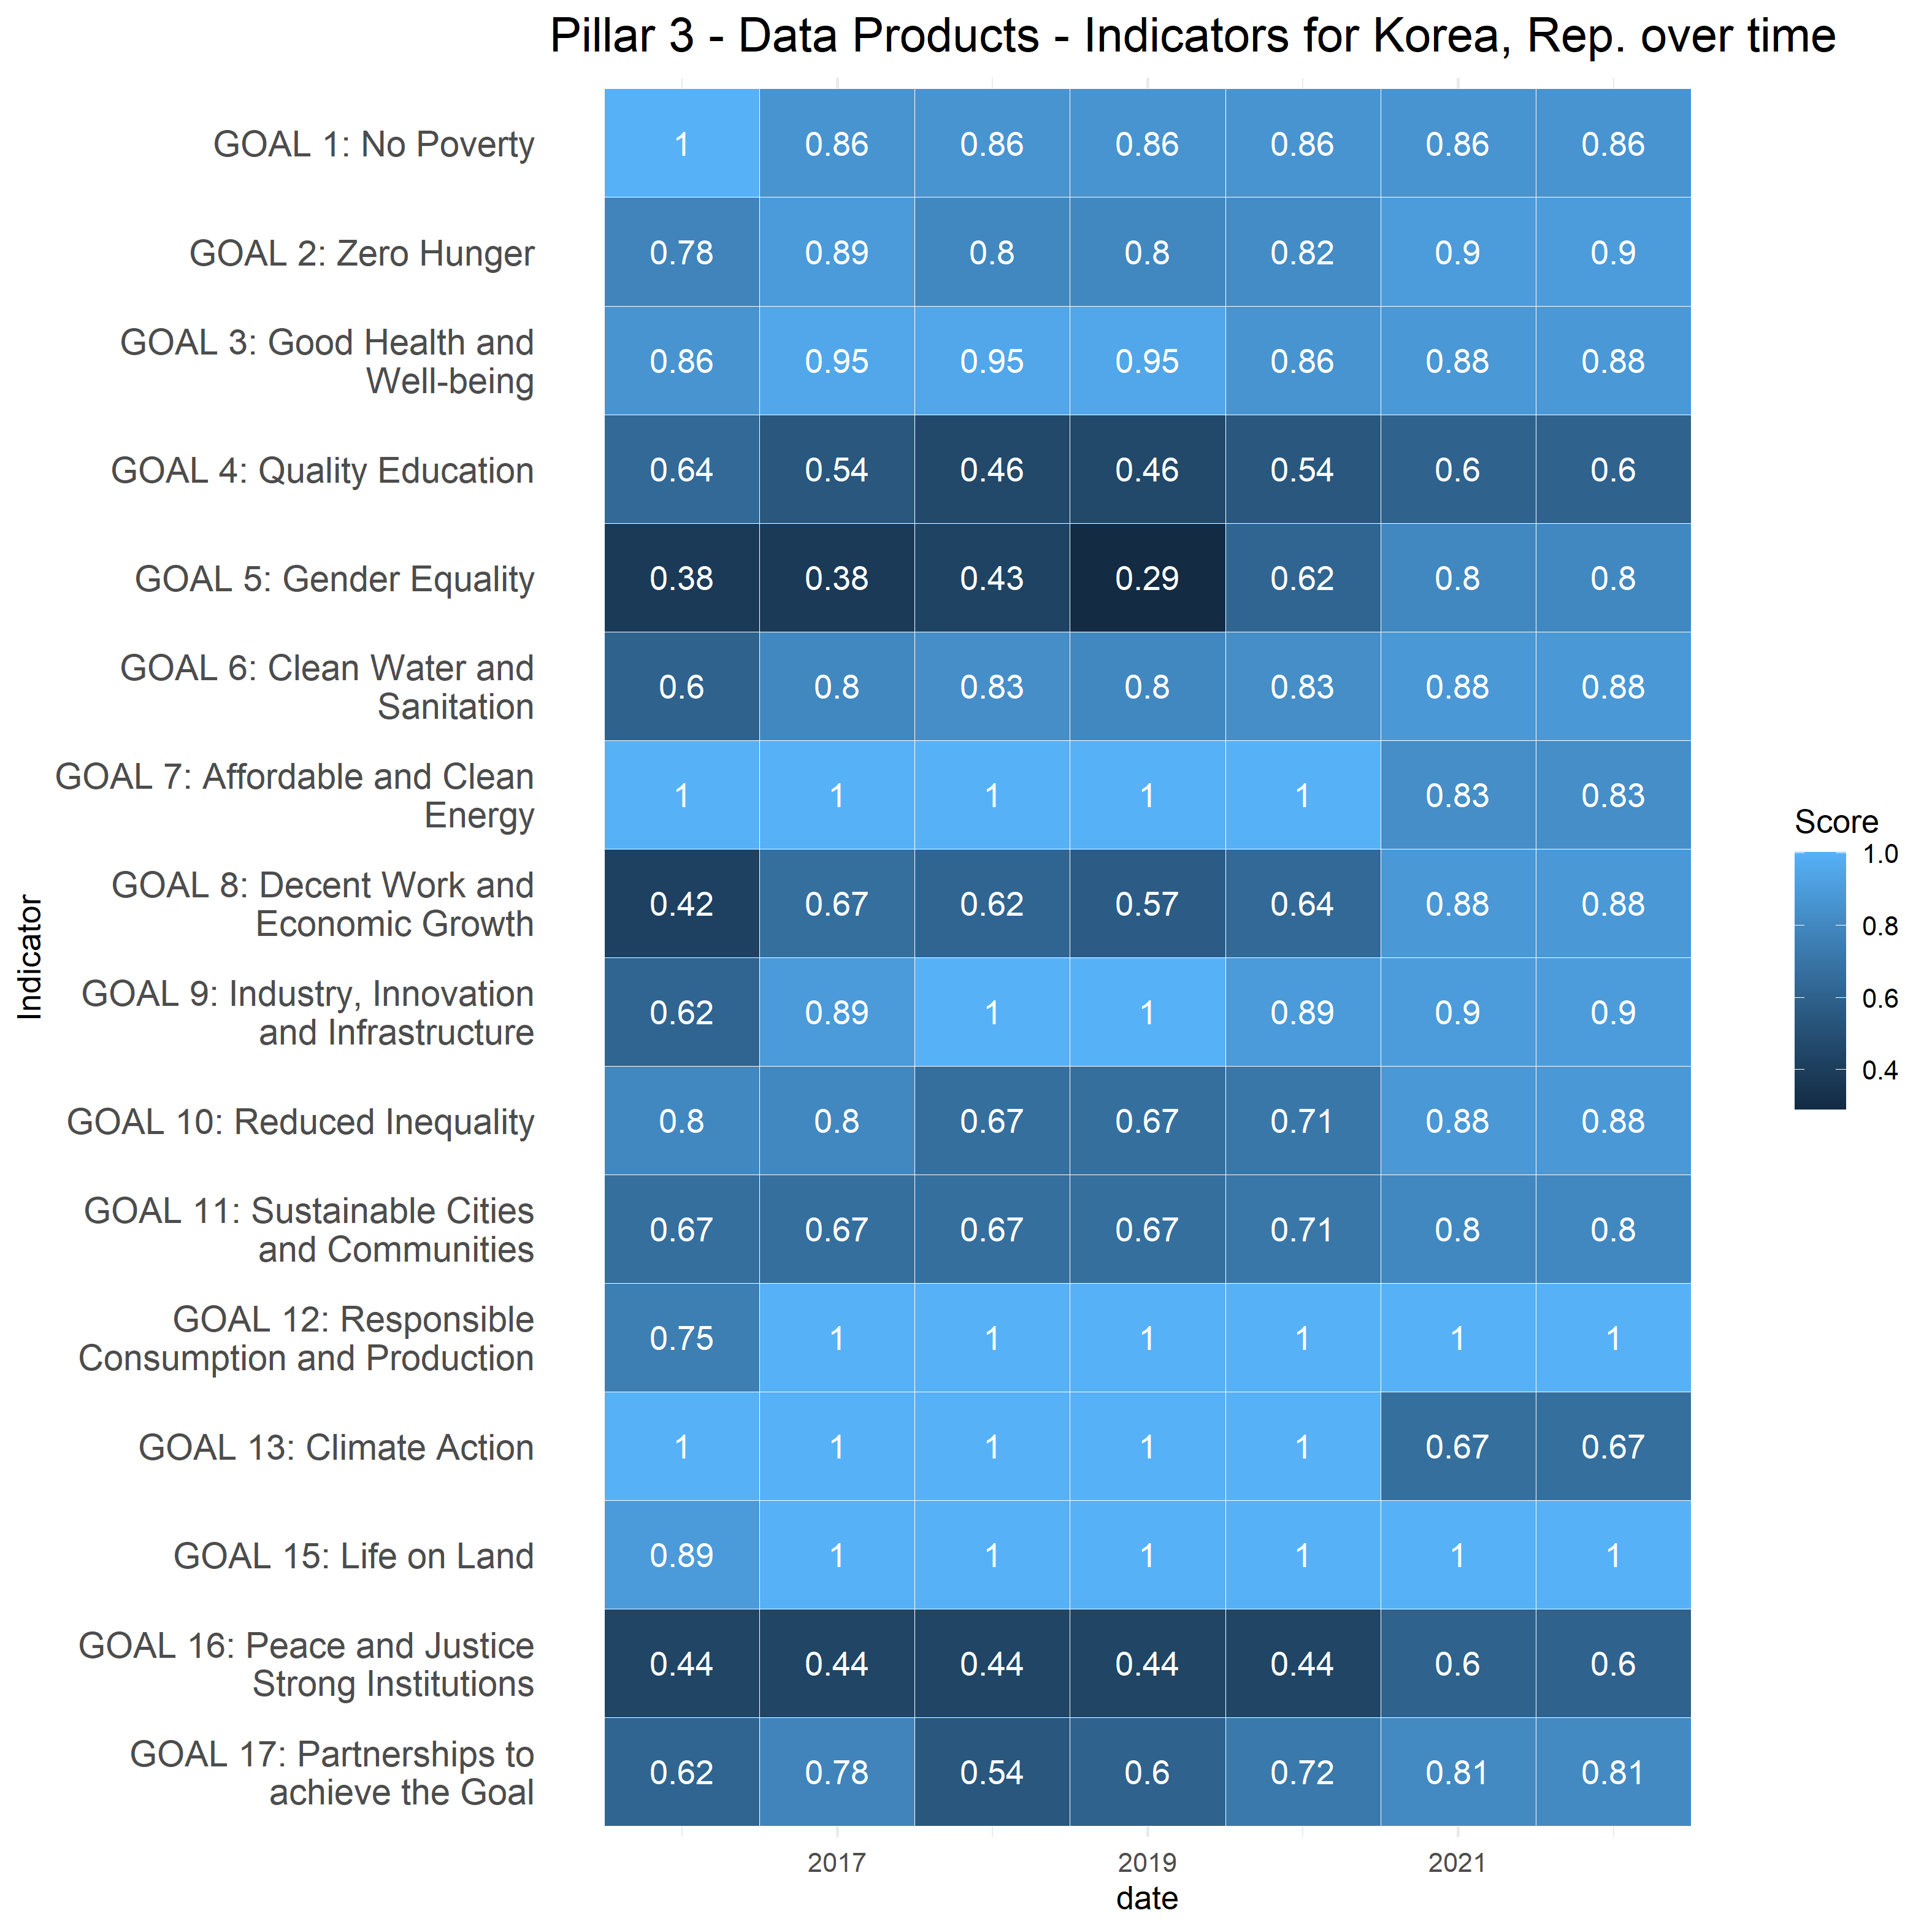 Pillar 3 - Data Products - Indicators for Korea, Rep. over time
GOAL 1: No Poverty
1 0.86 0.86 0.86 0.86 0.86 0.86
GOAL 2: Zero Hunger
0.78 0.89 0.8 0.8 0.82 0.9 0.9
GOAL 3: Good Health and
Well-being
0.86 0.95 0.95 0.95 0.86 0.88 0.88
GOAL 4: Quality Education
0.64 0.54 0.46 0.46 0.54 0.6 0.6
GOAL 5: Gender Equality
0.38 0.38 0.43 0.29 0.62 0.8 0.8
GOAL 6: Clean Water and
Sanitation
0.6 0.8 0.83 0.8 0.83 0.88 0.88
GOAL 7: Affordable and Clean
Energy
1 1 1 1 1 0.83 0.83
GOAL 8: Decent Work and
Economic Growth
0.42 0.67 0.62 0.57 0.64 0.88 0.88
GOAL 9: Industry, Innovation
and Infrastructure
0.62 0.89 1 1 0.89 0.9 0.9
GOAL 10: Reduced Inequality
0.8 0.8 0.67 0.67 0.71 0.88 0.88
GOAL 11: Sustainable Cities
and Communities
0.67 0.67 0.67 0.67 0.71 0.8 0.8
GOAL 12: Responsible
Consumption and Production
0.75 1 1 1 1 1 1
GOAL 13: Climate Action
1 1 1 1 1 0.67 0.67
GOAL 15: Life on Land
0.89 1 1 1 1 1 1
GOAL 16: Peace and Justice
Strong Institutions
0.44 0.44 0.44 0.44 0.44 0.6 0.6
GOAL 17: Partnerships to
achieve the Goal
0.62 0.78 0.54 0.6 0.72 0.81 0.81
2017 2019 2021
date
Indicator
Score
1.0
0.8
0.6
0.4